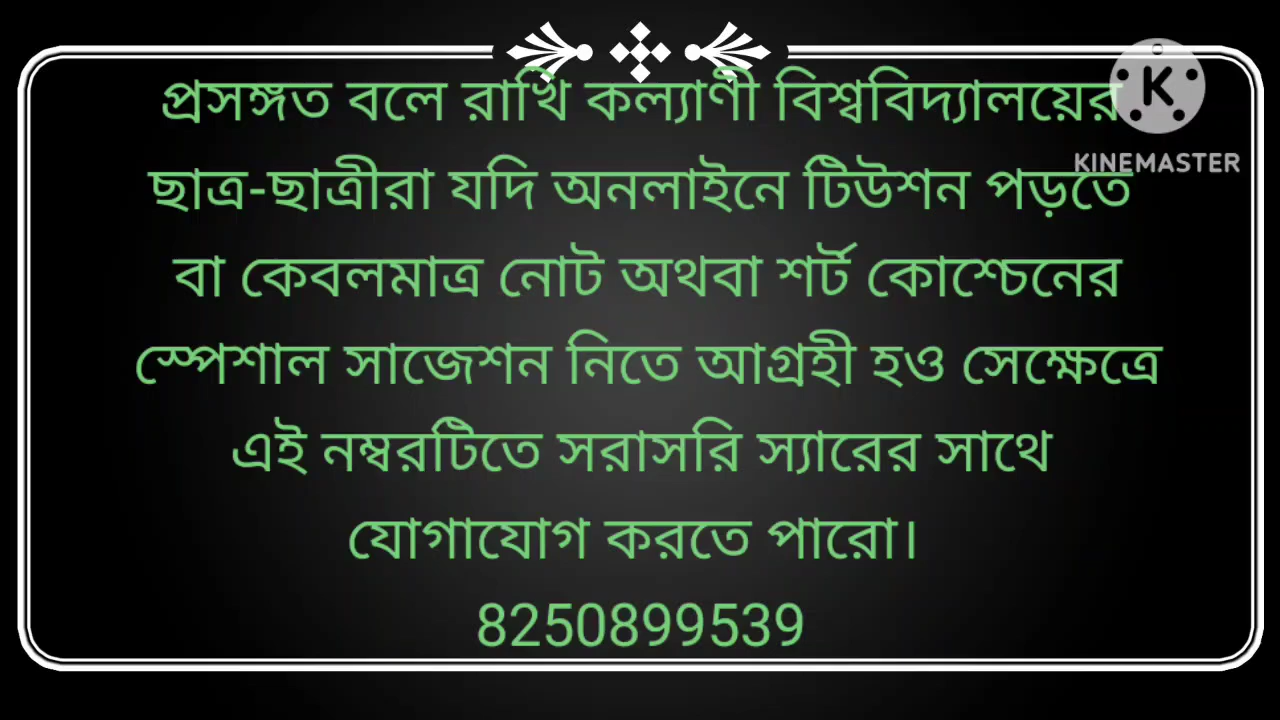 প্রসঙ্গত বলে রাখি কল্যাণী বিশ্ববিদ্যালয়ের
ছাত্র-ছাত্রীরা যদি অনলাইনে টিউশন পড়তে
বা কেবলমাত্র নোট অথবা শর্ট কোশ্চেনের
স্পেশাল সাজেশন নিতে আগ্রহী হও সেক্ষেত্রে
এই নম্বরটিতে সরাসরি স্যারের সাথে
যোগাযোগ করতে পারো।
8250899539
K
KINEMASTER